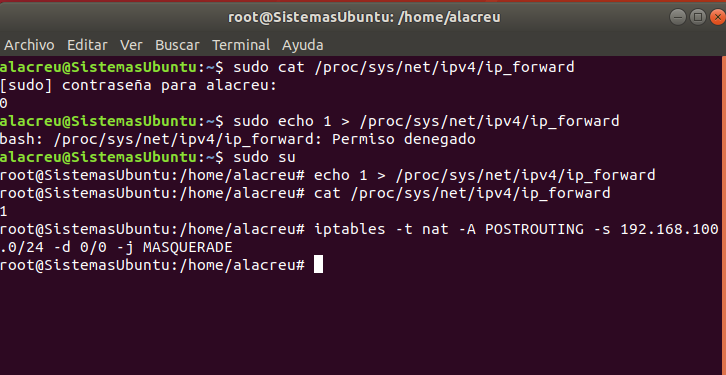 root@SistemasUbuntu: /home/alacreu
Archivo Editar Ver Buscar Terminal Ayuda
alacreu@SistemasUbuntu:~$ sudo cat /proc/sys/net/ipv4/ip_forward
[sudo] contraseña para alacreu:
0
alacreu@SistemasUbuntu:~$ sudo echo 1 > /proc/sys/net/ipv4/ip_forward
bash: /proc/sys/net/ipv4/ip_forward: Permiso denegado
alacreu@SistemasUbuntu:~$ sudo su
root@SistemasUbuntu:/home/alacreu# echo 1 > /proc/sys/net/ipv4/ip_forward
root@SistemasUbuntu:/home/alacreu# cat /proc/sys/net/ipv4/ip_forward
1
root@SistemasUbuntu:/home/alacreu# iptables -t nat -A POSTROUTING -s 192.168.100
.0/24 -d 0/0 -j MASQUERADE
root@SistemasUbuntu:/home/alacreu#